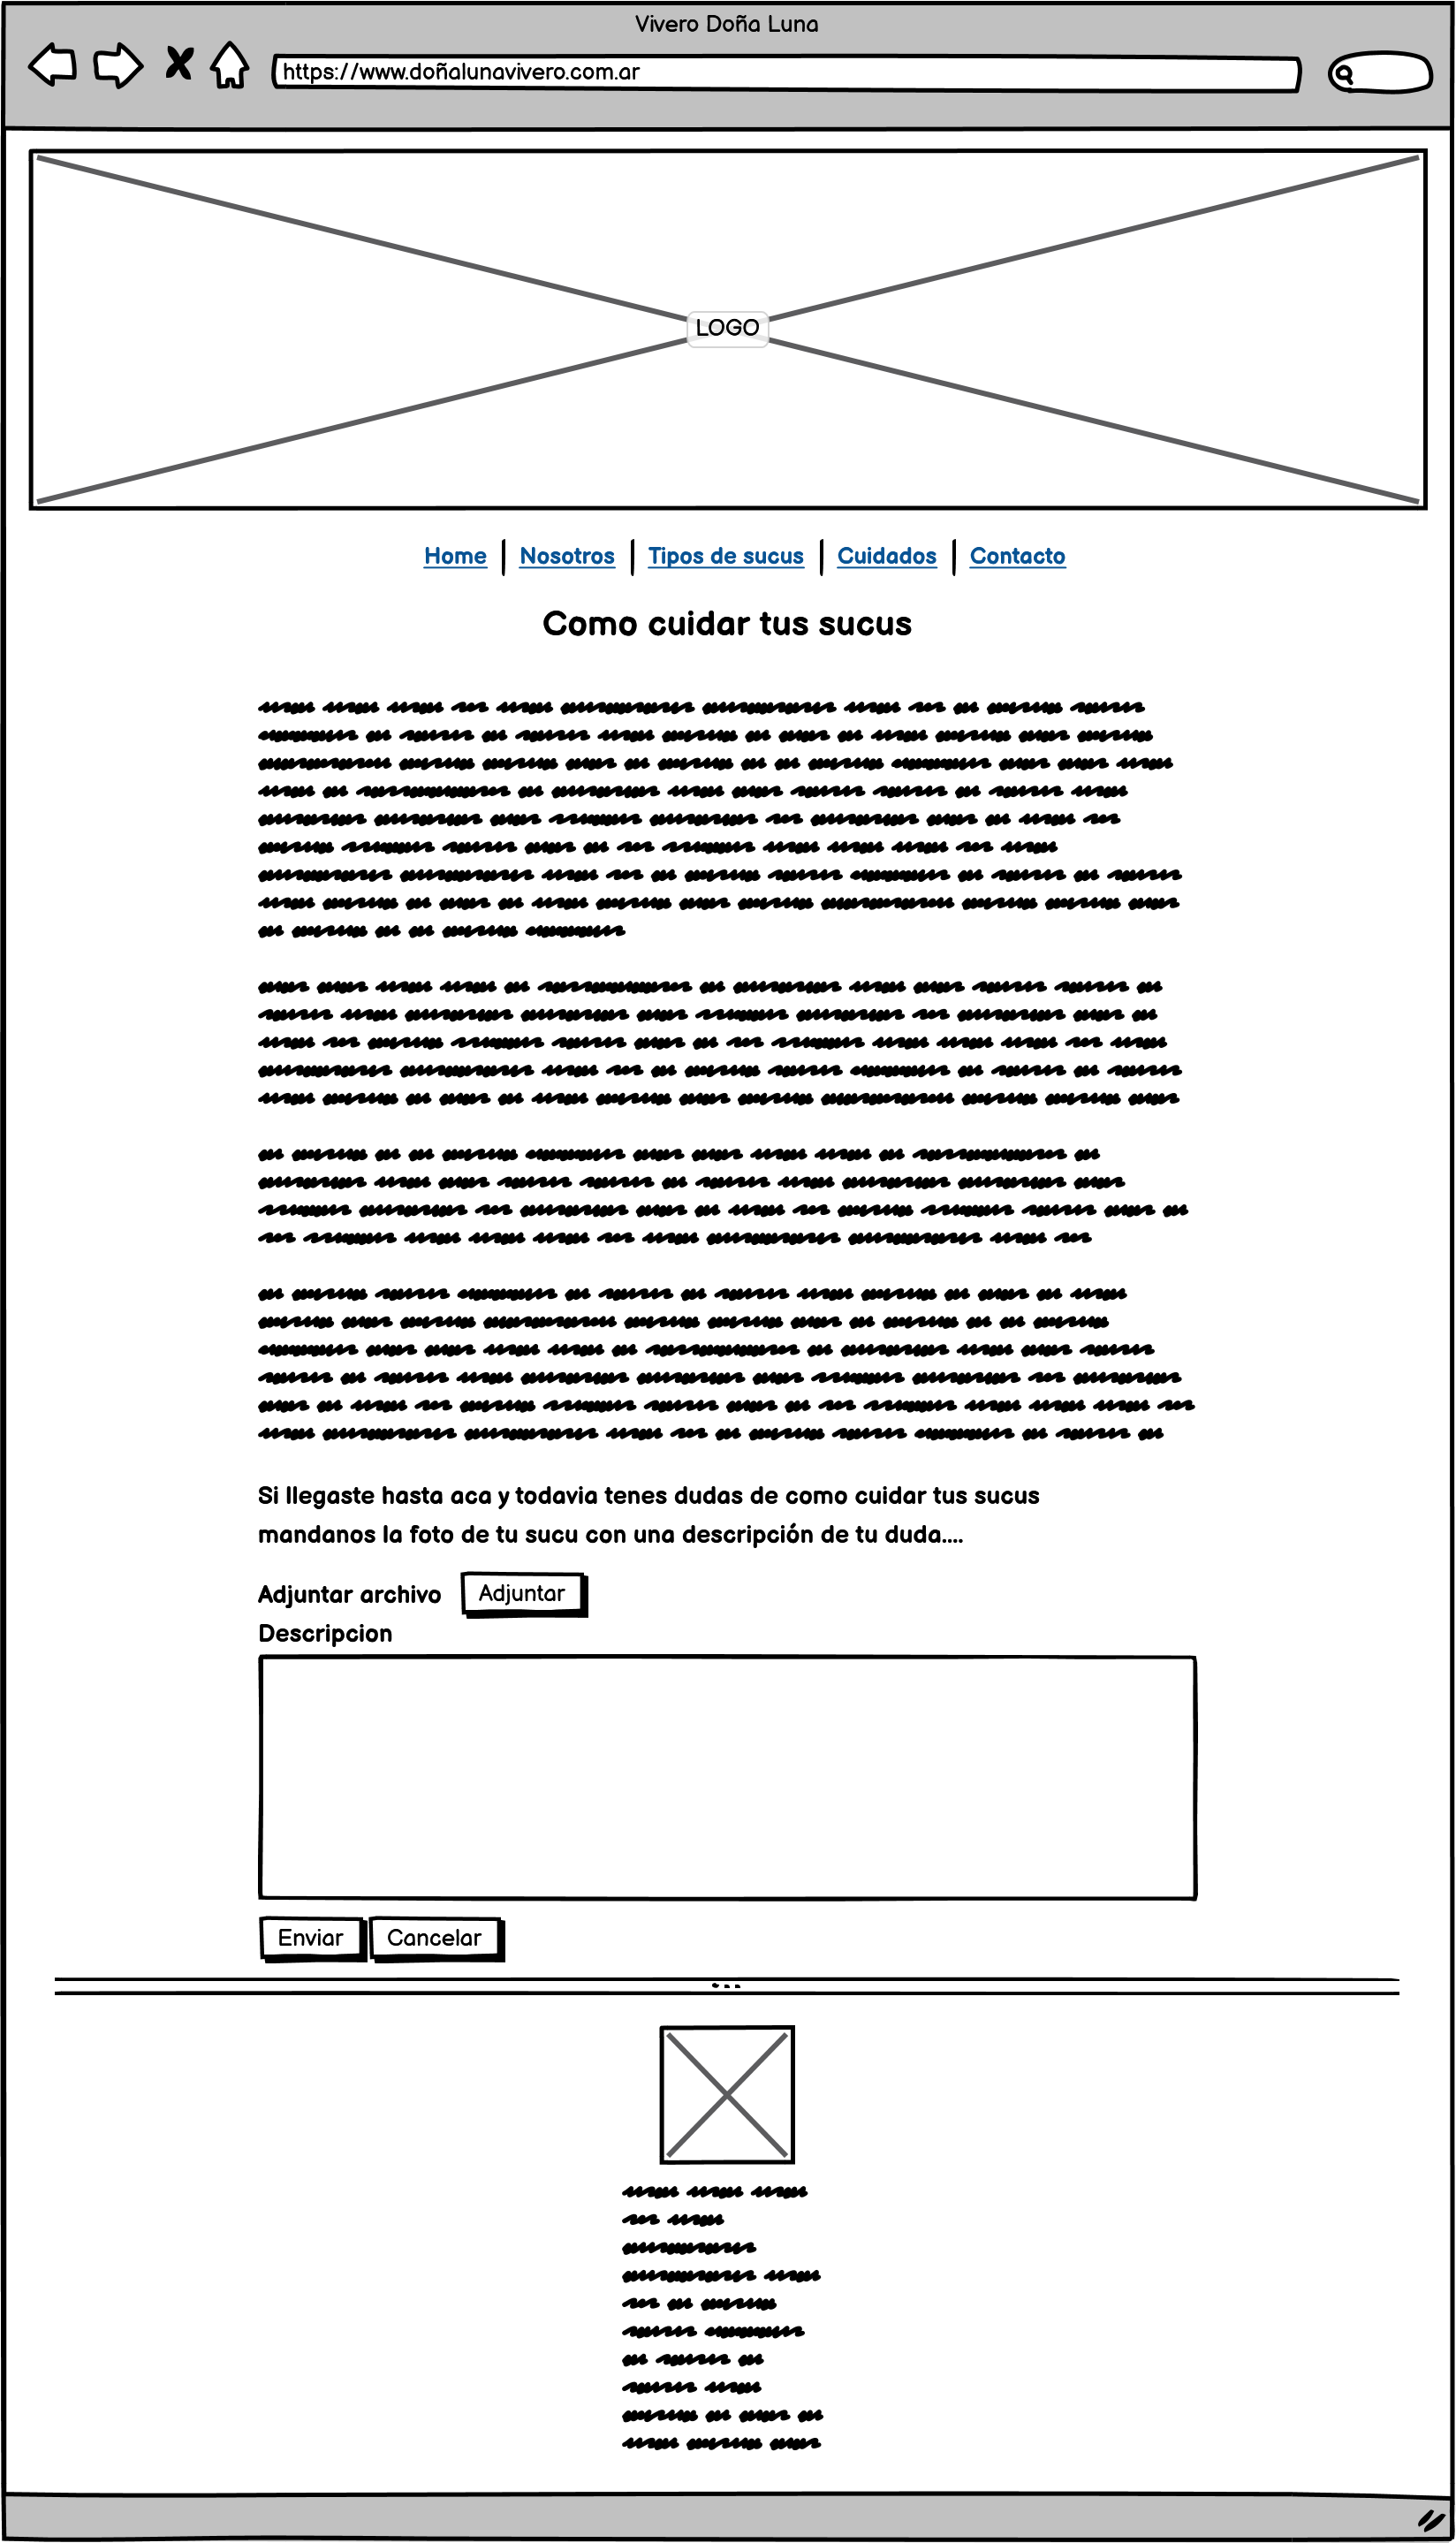 Vivero Doña Luna
https://www.doñalunavivero.com.ar
LOGO
Home
Nosotros
Tipos de sucus
Cuidados
Contacto
Como cuidar tus sucus
Si llegaste hasta aca y todavia tenes dudas de como cuidar tus sucus
mandanos la foto de tu sucu con una descripción de tu duda....
Adjuntar archivo
Adjuntar
Descripcion
Enviar
Cancelar